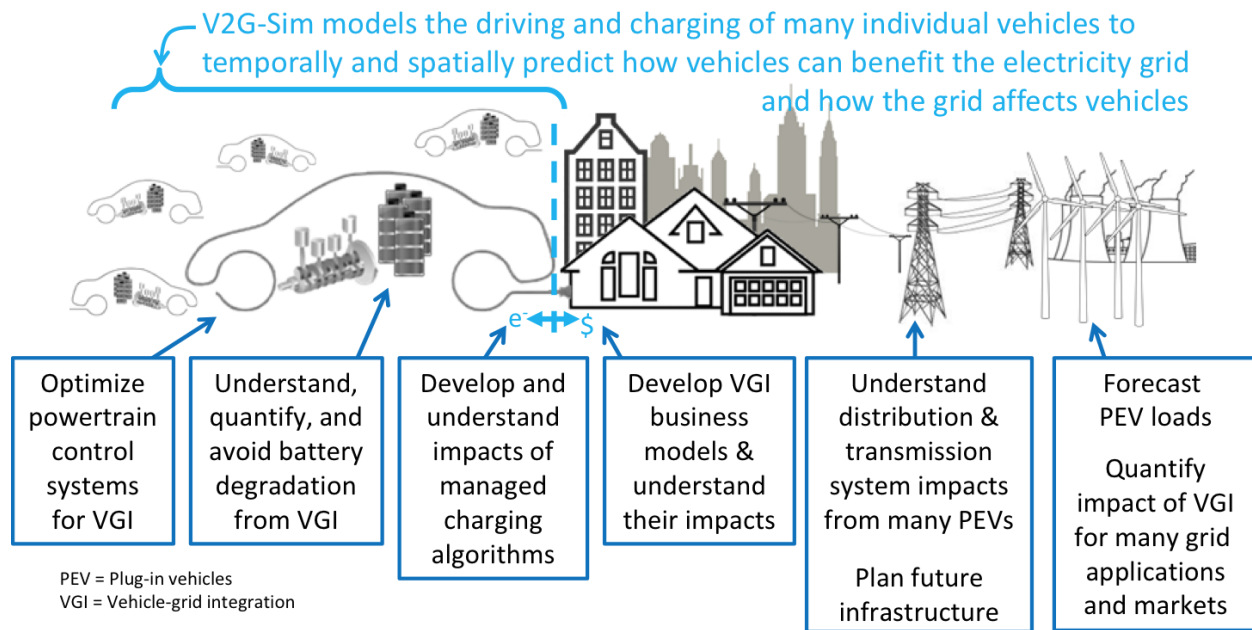 V2G-Sim models the driving and charging of many individual vehicles to
temporally and spatially predict how vehicles can benefit the electricity grid
and how the grid affects vehicles
e- $
Optimize
powertrain
control
systems
for VGI
Understand,
quantify, and
avoid battery
degradation
from VGI
Develop and
understand
impacts of
managed
charging
algorithms
Develop VGI
business
models &
understand
their impacts
Understand
distribution &
transmission
system impacts
from many PEVs
Plan future
infrastructure
Forecast
PEV loads
Quantify
impact of VGI
for many grid
applications
and markets
PEV = Plug-in vehicles
VGI = Vehicle-grid integration